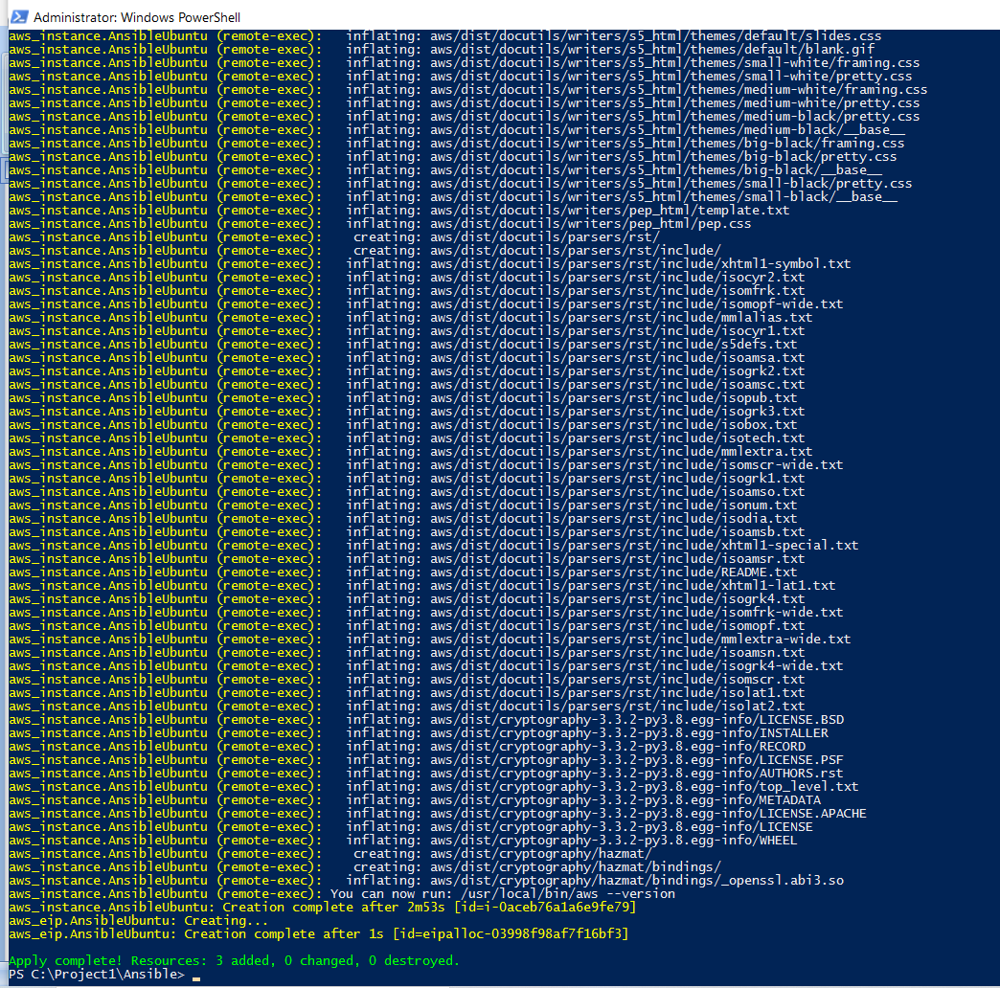 Administrator: Windows PowerShell
aws_instance.AnsibleUbuntu (remote-exec):   inflating: aws/dist/docutils/writers/s5_html/themes/default/slides.css
aws_instance.AnsibleUbuntu (remote-exec):   inflating: aws/dist/docutils/writers/s5_html/themes/default/blank.gif
aws_instance.AnsibleUbuntu (remote-exec):   inflating: aws/dist/docutils/writers/s5_html/themes/small-white/framing.css
aws_instance.AnsibleUbuntu (remote-exec):   inflating: aws/dist/docutils/writers/s5_html/themes/small-white/pretty.css
aws_instance.AnsibleUbuntu (remote-exec):   inflating: aws/dist/docutils/writers/s5_html/themes/medium-white/framing.css
aws_instance.AnsibleUbuntu (remote-exec):   inflating: aws/dist/docutils/writers/s5_html/themes/medium-white/pretty.css
aws_instance.AnsibleUbuntu (remote-exec):   inflating: aws/dist/docutils/writers/s5_html/themes/medium-black/pretty.css
aws_instance.AnsibleUbuntu (remote-exec):   inflating: aws/dist/docutils/writers/s5_html/themes/medium-black/__base__
aws_instance.AnsibleUbuntu (remote-exec):   inflating: aws/dist/docutils/writers/s5_html/themes/big-black/framing.css
aws_instance.AnsibleUbuntu (remote-exec):   inflating: aws/dist/docutils/writers/s5_html/themes/big-black/pretty.css
aws_instance.AnsibleUbuntu (remote-exec):   inflating: aws/dist/docutils/writers/s5_html/themes/big-black/__base__
aws_instance.AnsibleUbuntu (remote-exec):   inflating: aws/dist/docutils/writers/s5_html/themes/small-black/pretty.css
aws_instance.AnsibleUbuntu (remote-exec):   inflating: aws/dist/docutils/writers/s5_html/themes/small-black/__base__
aws_instance.AnsibleUbuntu (remote-exec):   inflating: aws/dist/docutils/writers/pep_html/template.txt
aws_instance.AnsibleUbuntu (remote-exec):   inflating: aws/dist/docutils/writers/pep_html/pep.css
aws_instance.AnsibleUbuntu (remote-exec):    creating: aws/dist/docutils/parsers/rst/
aws_instance.AnsibleUbuntu (remote-exec):    creating: aws/dist/docutils/parsers/rst/include/
aws_instance.AnsibleUbuntu (remote-exec):   inflating: aws/dist/docutils/parsers/rst/include/xhtml1-symbol.txt
aws_instance.AnsibleUbuntu (remote-exec):   inflating: aws/dist/docutils/parsers/rst/include/isocyr2.txt
aws_instance.AnsibleUbuntu (remote-exec):   inflating: aws/dist/docutils/parsers/rst/include/isomfrk.txt
aws_instance.AnsibleUbuntu (remote-exec):   inflating: aws/dist/docutils/parsers/rst/include/isomopf-wide.txt
aws_instance.AnsibleUbuntu (remote-exec):   inflating: aws/dist/docutils/parsers/rst/include/mmlalias.txt
aws_instance.AnsibleUbuntu (remote-exec):   inflating: aws/dist/docutils/parsers/rst/include/isocyr1.txt
aws_instance.AnsibleUbuntu (remote-exec):   inflating: aws/dist/docutils/parsers/rst/include/s5defs.txt
aws_instance.AnsibleUbuntu (remote-exec):   inflating: aws/dist/docutils/parsers/rst/include/isoamsa.txt
aws_instance.AnsibleUbuntu (remote-exec):   inflating: aws/dist/docutils/parsers/rst/include/isogrk2.txt
aws_instance.AnsibleUbuntu (remote-exec):   inflating: aws/dist/docutils/parsers/rst/include/isoamsc.txt
aws_instance.AnsibleUbuntu (remote-exec):   inflating: aws/dist/docutils/parsers/rst/include/isopub.txt
aws_instance.AnsibleUbuntu (remote-exec):   inflating: aws/dist/docutils/parsers/rst/include/isogrk3.txt
aws_instance.AnsibleUbuntu (remote-exec):   inflating: aws/dist/docutils/parsers/rst/include/isobox.txt
aws_instance.AnsibleUbuntu (remote-exec):   inflating: aws/dist/docutils/parsers/rst/include/isotech.txt
aws_instance.AnsibleUbuntu (remote-exec):   inflating: aws/dist/docutils/parsers/rst/include/mmlextra.txt
aws_instance.AnsibleUbuntu (remote-exec):   inflating: aws/dist/docutils/parsers/rst/include/isomscr-wide.txt
aws_instance.AnsibleUbuntu (remote-exec):   inflating: aws/dist/docutils/parsers/rst/include/isogrk1.txt
aws_instance.AnsibleUbuntu (remote-exec):   inflating: aws/dist/docutils/parsers/rst/include/isoamso.txt
aws_instance.AnsibleUbuntu (remote-exec):   inflating: aws/dist/docutils/parsers/rst/include/isonum.txt
aws_instance.AnsibleUbuntu (remote-exec):   inflating: aws/dist/docutils/parsers/rst/include/isodia.txt
aws_instance.AnsibleUbuntu (remote-exec):   inflating: aws/dist/docutils/parsers/rst/include/isoamsb.txt
aws_instance.AnsibleUbuntu (remote-exec):   inflating: aws/dist/docutils/parsers/rst/include/xhtml1-special.txt
aws_instance.AnsibleUbuntu (remote-exec):   inflating: aws/dist/docutils/parsers/rst/include/isoamsr.txt
aws_instance.AnsibleUbuntu (remote-exec):   inflating: aws/dist/docutils/parsers/rst/include/README.txt
aws_instance.AnsibleUbuntu (remote-exec):   inflating: aws/dist/docutils/parsers/rst/include/xhtml1-lat1.txt
aws_instance.AnsibleUbuntu (remote-exec):   inflating: aws/dist/docutils/parsers/rst/include/isogrk4.txt
aws_instance.AnsibleUbuntu (remote-exec):   inflating: aws/dist/docutils/parsers/rst/include/isomfrk-wide.txt
aws_instance.AnsibleUbuntu (remote-exec):   inflating: aws/dist/docutils/parsers/rst/include/isomopf.txt
aws_instance.AnsibleUbuntu (remote-exec):   inflating: aws/dist/docutils/parsers/rst/include/mmlextra-wide.txt
aws_instance.AnsibleUbuntu (remote-exec):   inflating: aws/dist/docutils/parsers/rst/include/isoamsn.txt
aws_instance.AnsibleUbuntu (remote-exec):   inflating: aws/dist/docutils/parsers/rst/include/isogrk4-wide.txt
aws_instance.AnsibleUbuntu (remote-exec):   inflating: aws/dist/docutils/parsers/rst/include/isomscr.txt
aws_instance.AnsibleUbuntu (remote-exec):   inflating: aws/dist/docutils/parsers/rst/include/isolat1.txt
aws_instance.AnsibleUbuntu (remote-exec):   inflating: aws/dist/docutils/parsers/rst/include/isolat2.txt
aws_instance.AnsibleUbuntu (remote-exec):   inflating: aws/dist/cryptography-3.3.2-py3.8.egg-info/LICENSE.BSD
aws_instance.AnsibleUbuntu (remote-exec):   inflating: aws/dist/cryptography-3.3.2-py3.8.egg-info/INSTALLER
aws_instance.AnsibleUbuntu (remote-exec):   inflating: aws/dist/cryptography-3.3.2-py3.8.egg-info/RECORD
aws_instance.AnsibleUbuntu (remote-exec):   inflating: aws/dist/cryptography-3.3.2-py3.8.egg-info/LICENSE.PSF
aws_instance.AnsibleUbuntu (remote-exec):   inflating: aws/dist/cryptography-3.3.2-py3.8.egg-info/AUTHORS.rst
aws_instance.AnsibleUbuntu (remote-exec):   inflating: aws/dist/cryptography-3.3.2-py3.8.egg-info/top_level.txt
aws_instance.AnsibleUbuntu (remote-exec):   inflating: aws/dist/cryptography-3.3.2-py3.8.egg-info/METADATA
aws_instance.AnsibleUbuntu (remote-exec):   inflating: aws/dist/cryptography-3.3.2-py3.8.egg-info/LICENSE.APACHE
aws_instance.AnsibleUbuntu (remote-exec):   inflating: aws/dist/cryptography-3.3.2-py3.8.egg-info/LICENSE
aws_instance.AnsibleUbuntu (remote-exec):   inflating: aws/dist/cryptography-3.3.2-py3.8.egg-info/WHEEL
aws_instance.AnsibleUbuntu (remote-exec):    creating: aws/dist/cryptography/hazmat/
aws_instance.AnsibleUbuntu (remote-exec):    creating: aws/dist/cryptography/hazmat/bindings/
aws_instance.AnsibleUbuntu (remote-exec):   inflating: aws/dist/cryptography/hazmat/bindings/_openssl.abi3.so
aws_instance.AnsibleUbuntu (remote-exec): You can now run: /usr/local/bin/aws --version
aws_instance.AnsibleUbuntu: Creation complete after 2m53s [id=i-0aceb76a1a6e9fe79]
aws_eip.AnsibleUbuntu: Creating...
aws_eip.AnsibleUbuntu: Creation complete after 1s [id=eipalloc-03998f98af7f16bf3]
Apply complete! Resources: 3 added, 0 changed, 0 destroyed.
PS C:\Project1\Ansible> _